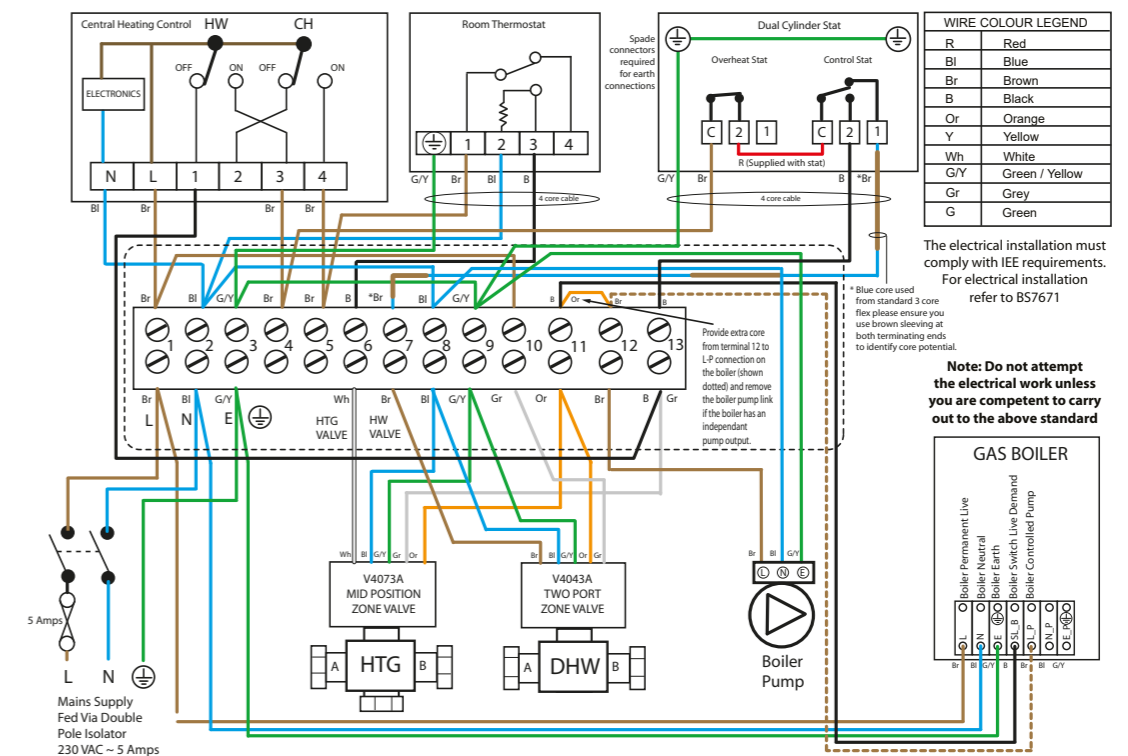 Central Heating Control
HW
CH
OFF
ON
OFF
ON
ELECTRONICS
N L 1 2 3 4
Bl Br Br Br
Room Thermostat
1 2 3 4
G/Y Br Bl B
4 core cable
Spade
connectors
required
for earth
connections
Dual Cylinder Stat
Overheat Stat
Control Stat
C 2 1
C 2 1
R (Supplied with stat)
G/Y Br B *Br
4 core cable
WIRE COLOUR LEGEND
R Red
Bl Blue
Br Brown
B Black
Or Orange
Y Yellow
Wh White
G/Y Green / Yellow
Gr Grey
G Green
The electrical installation must
comply with IEE requirements.
For electrical installation
refer to BS7671
* Blue core used
from standard 3 core
flex please ensure you
use brown sleeving at
both terminating ends
to identify core potential.
Note: Do not attempt
the electrical work unless
you are competent to carry
out to the above standard
Br Bl G/Y Br Br B *Br Bl G/Y Br B Or Br B
1 2 3 4 5 6 7 8 9 10 11 12 13
Br Bl G/Y Wh Br Bl G/Y Gr Or Br B Gr
L N E
HTG
VALVE
HW
VALVE
Provide extra core
from terminal 12 to
L-P connection on
the boiler (shown
dotted) and remove
the boiler pump link
if the boiler has an
independant
pump output.
Wh Bl G/Y Gr Or
V4073A
MID POSITION
ZONE VALVE
A HTG B
Br Bl G/Y Or Gr
V4043A
TWO PORT
ZONE VALVE
A DHW B
Br Bl G/Y
L N E
Boiler
Pump
GAS BOILER
Boiler Permanent Live
Boiler Neutral
Boiler Earth
Boiler Switch Live Demand
Boiler Controlled Pump
L N E SL_B L_P N_P E_P
Br Bl G/Y B Br Bl G/Y
5 Amps
L N
Mains Supply
Fed Via Double
Pole Isolator
230 VAC ~ 5 Amps